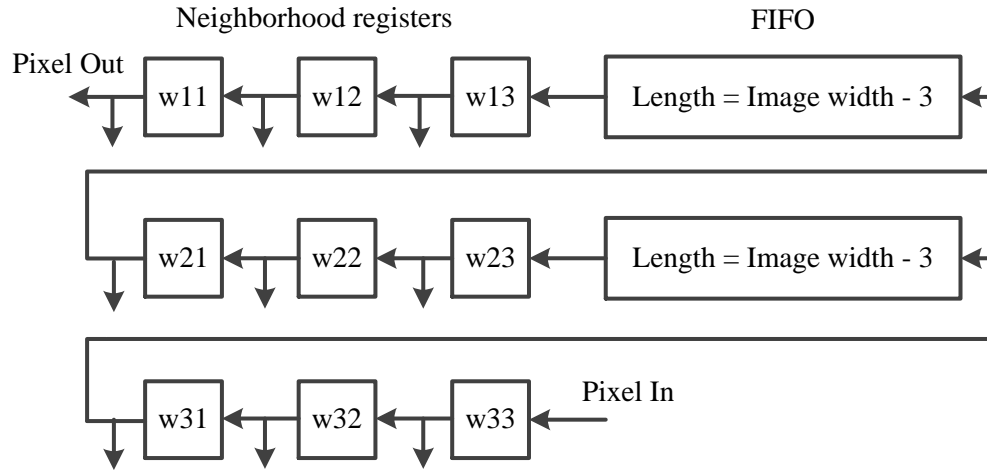 Neighborhood registers FIFO
Pixel Out
w11 w12 w13 Length = Image width - 3
w21 w22 w23 Length = Image width - 3
Pixel In
w31 w32 w33